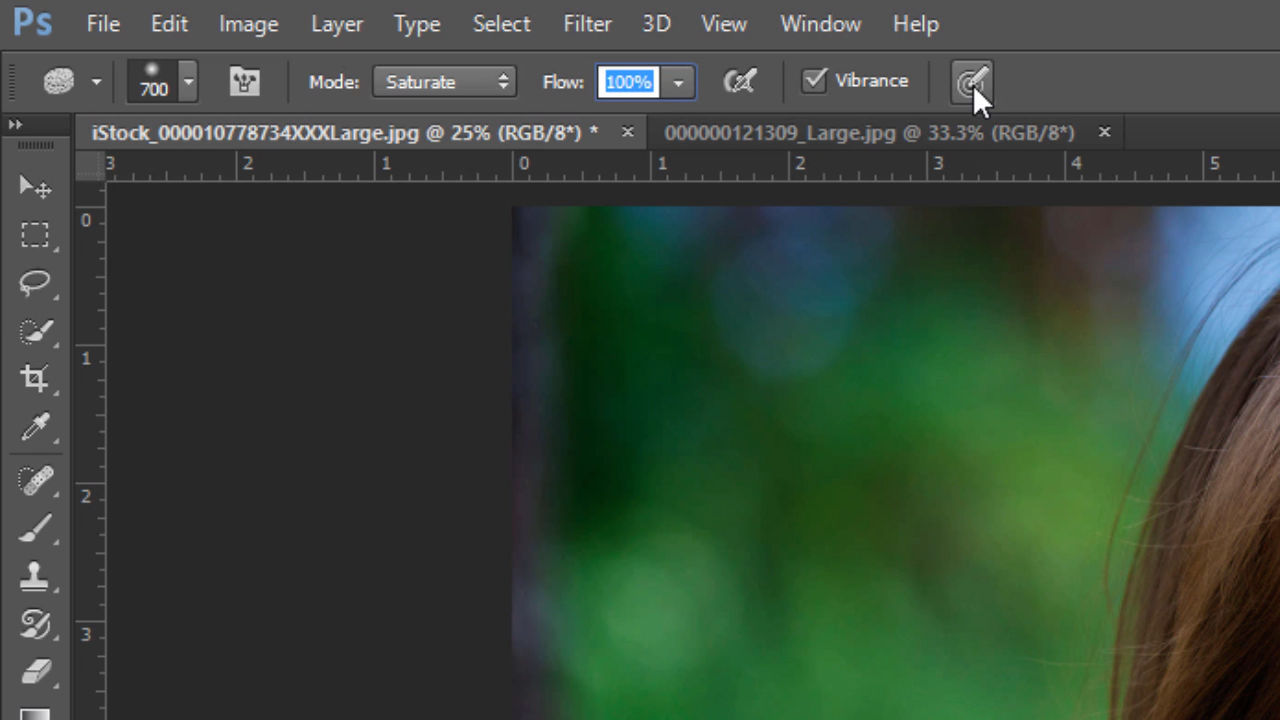 Ps File Edit Image Layer Type Select Filter 3D View Window Help
700 Mode: Saturate Flow: 100% Vibrance
iStock_000010778734XXXLarge.jpg @ 25% (RGB/8*) * × 000000121309_Large.jpg @ 33.3% (RGB/8*) ×
3 2 1 0 1 2 3 4 5
0
1
2
3